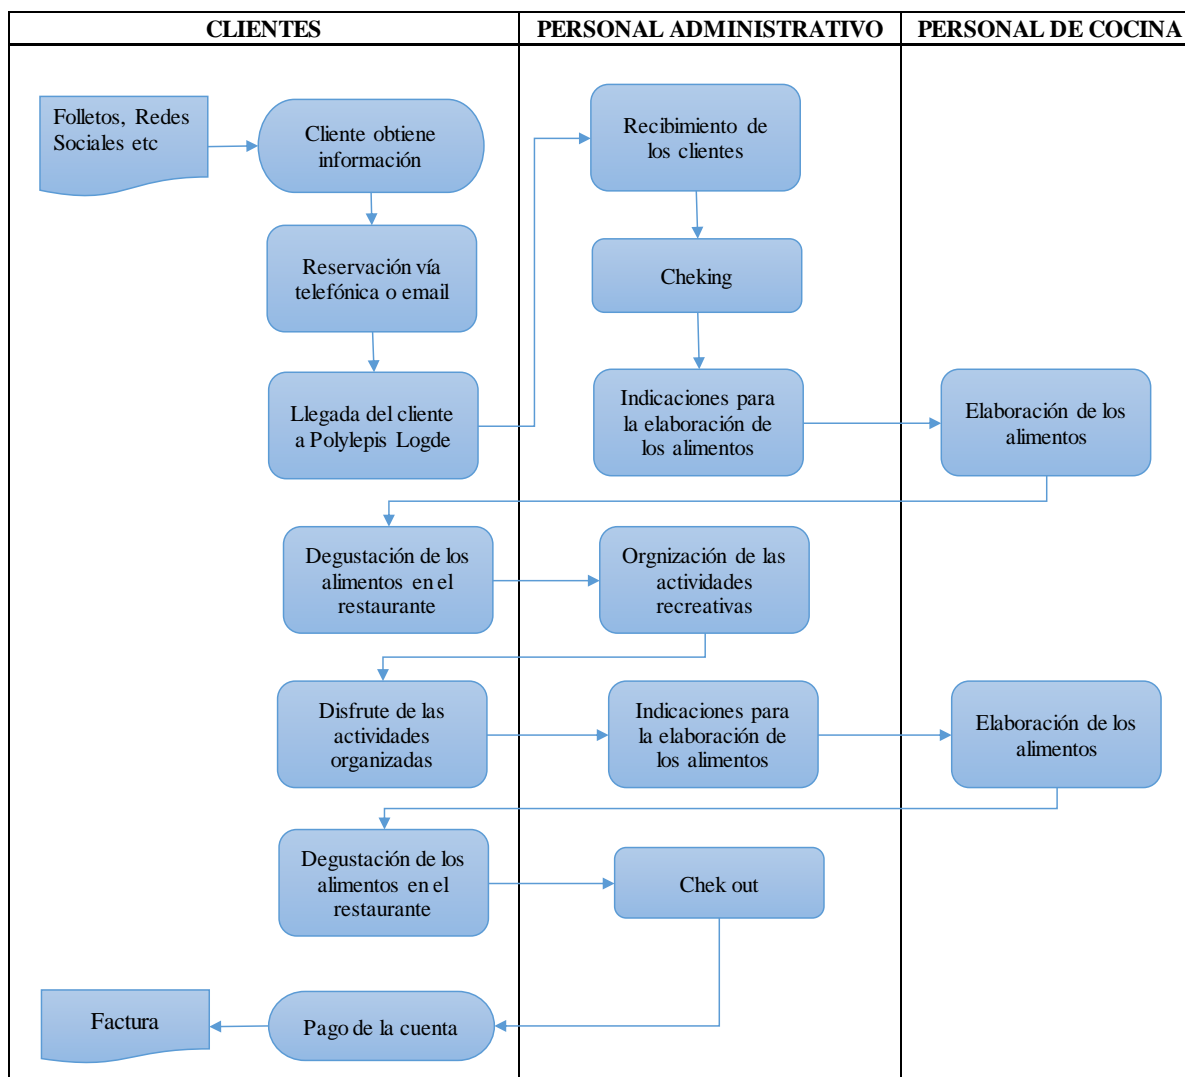 CLIENTES
PERSONAL ADMINISTRATIVO
PERSONAL DE COCINA
Folletos, Redes
Sociales etc
Cliente obtiene
información
Recibimiento de
los clientes
Reservación vía
telefónica o email
Cheking
Llegada del cliente
a Polylepis Logde
Indicaciones para
la elaboración de
los alimentos
Elaboración de los
alimentos
Degustación de los
alimentos en el
restaurante
Orgnización de las
actividades
recreativas
Disfrute de las
actividades
organizadas
Indicaciones para
la elaboración de
los alimentos
Elaboración de los
alimentos
Degustación de los
alimentos en el
restaurante
Chek out
Factura
Pago de la cuenta